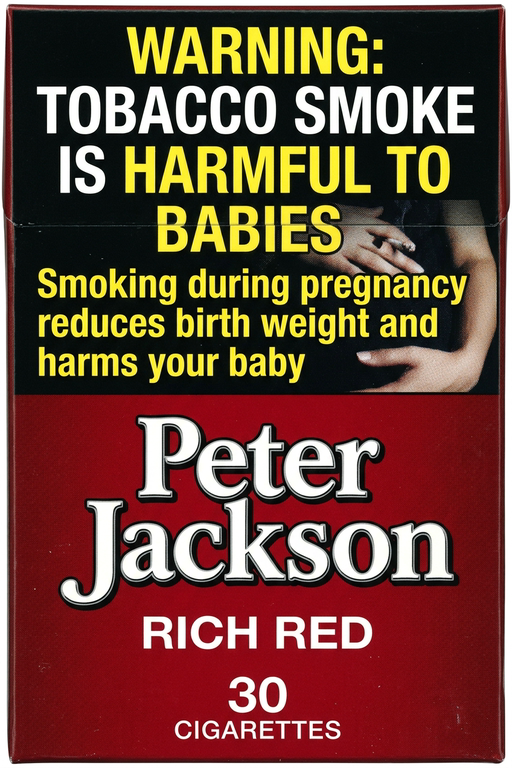 WARNING:
TOBACCO SMOKE
IS HARMFUL TO
BABIES
Smoking during pregnancy
reduces birth weight and
harms your baby
Peter
Jackson
RICH RED
30
CIGARETTES